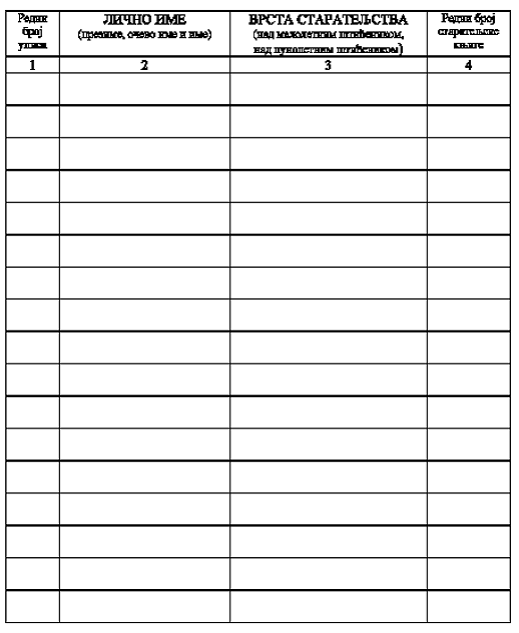 Редни
број
уписа
ЛИЧНО ИМЕ
(презиме, очево име и име)
ВРСТА СТАРАТЕЉСТВА
(над малолетним штићеником,
над пунолетним штићеником)
Редни број
старатељске
књиге
1 2 3 4